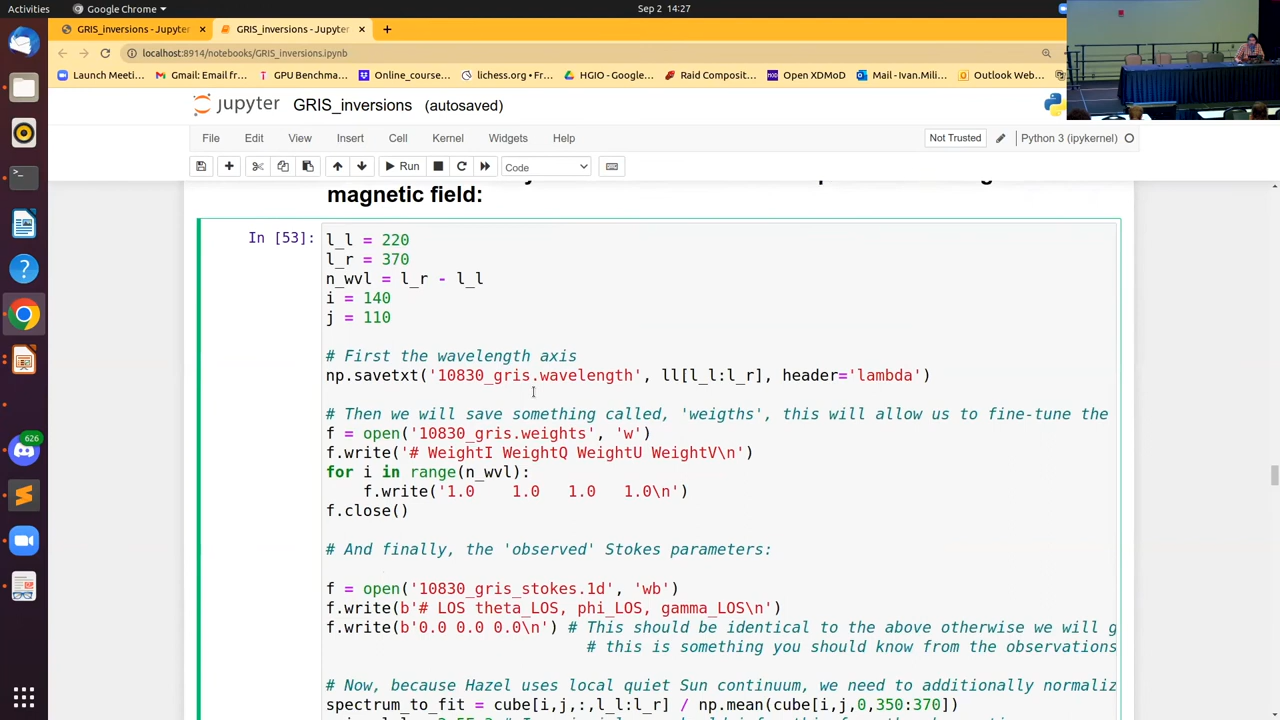 Activities Google Chrome Sep 2 14:27
GRIS_inversions - Jupyter GRIS_inversions - Jupyter
localhost:8914/notebooks/GRIS_inversions.ipynb
Launch Meeti... Gmail: Email fr... GPU Benchma... Online_course... lichess.org • Fr... HGIO - Google... Raid Composit... Open XDMoD Mail - Ivan.Mili... Outlook Web...
jupyter GRIS_inversions (autosaved)
File Edit View Insert Cell Kernel Widgets Help Not Trusted Python 3 (ipykernel)
Run Code
magnetic field:
In [53]:
l_l = 220
l_r = 370
n_wvl = l_r - l_l
i = 140
j = 110
# First the wavelength axis
np.savetxt('10830_gris.wavelength', ll[l_l:l_r], header='lambda')
# Then we will save something called, 'weigths', this will allow us to fine-tune the
f = open('10830_gris.weights', 'w')
f.write('# WeightI WeightQ WeightU WeightV\n')
for i in range(n_wvl):
    f.write('1.0    1.0   1.0   1.0\n')
f.close()
# And finally, the 'observed' Stokes parameters:
f = open('10830_gris_stokes.1d', 'wb')
f.write(b'# LOS theta_LOS, phi_LOS, gamma_LOS\n')
f.write(b'0.0 0.0 0.0\n') # This should be identical to the above otherwise we will g
# this is something you should know from the observations
# Now, because Hazel uses local quiet Sun continuum, we need to additionally normaliz
spectrum_to_fit = cube[i,j,:,l_l:l_r] / np.mean(cube[i,j,0,350:370])
626